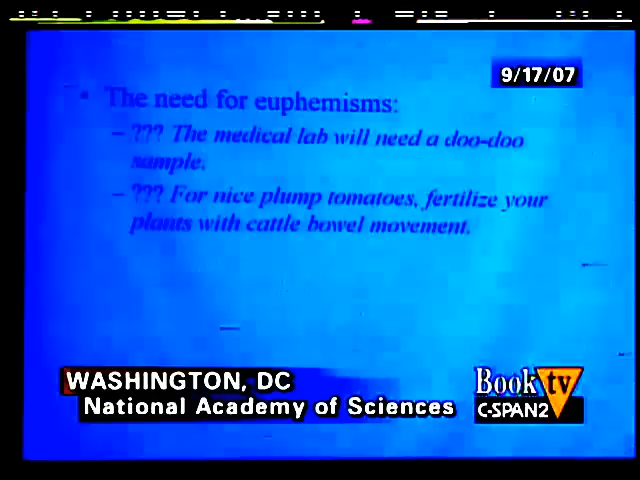 9/17/07
• The need for euphemisms:
– ??? The medical lab will need a doo-doo
sample.
– ??? For nice plump tomatoes, fertilize your
plants with cattle bowel movement.
WASHINGTON, DC
National Academy of Sciences
Book tv
C-SPAN2